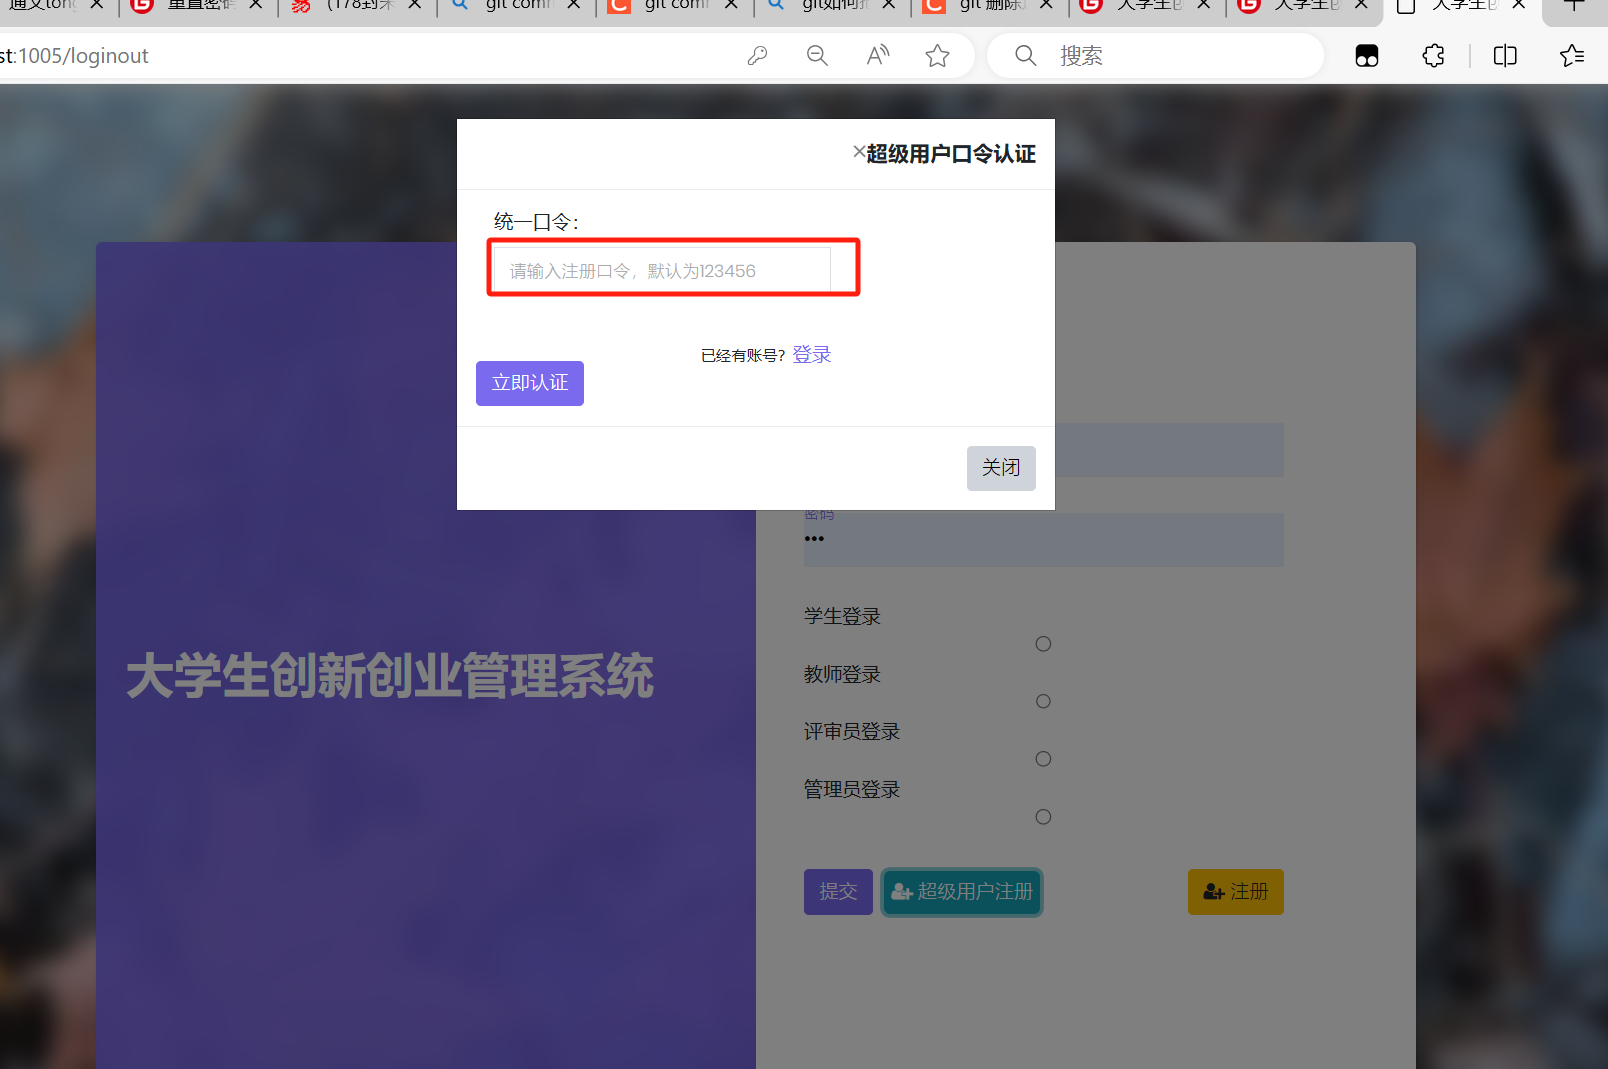 重置密码
(178封未
git comm
git comm
git如何
git 删除
大学生创
大学生创
大学生创
st:1005/loginout
搜索
×超级用户口令认证
统一口令：
请输入注册口令，默认为123456
已经有账号？登录
立即认证
关闭
密码
•••
大学生创新创业管理系统
学生登录
教师登录
评审员登录
管理员登录
提交
超级用户注册
注册